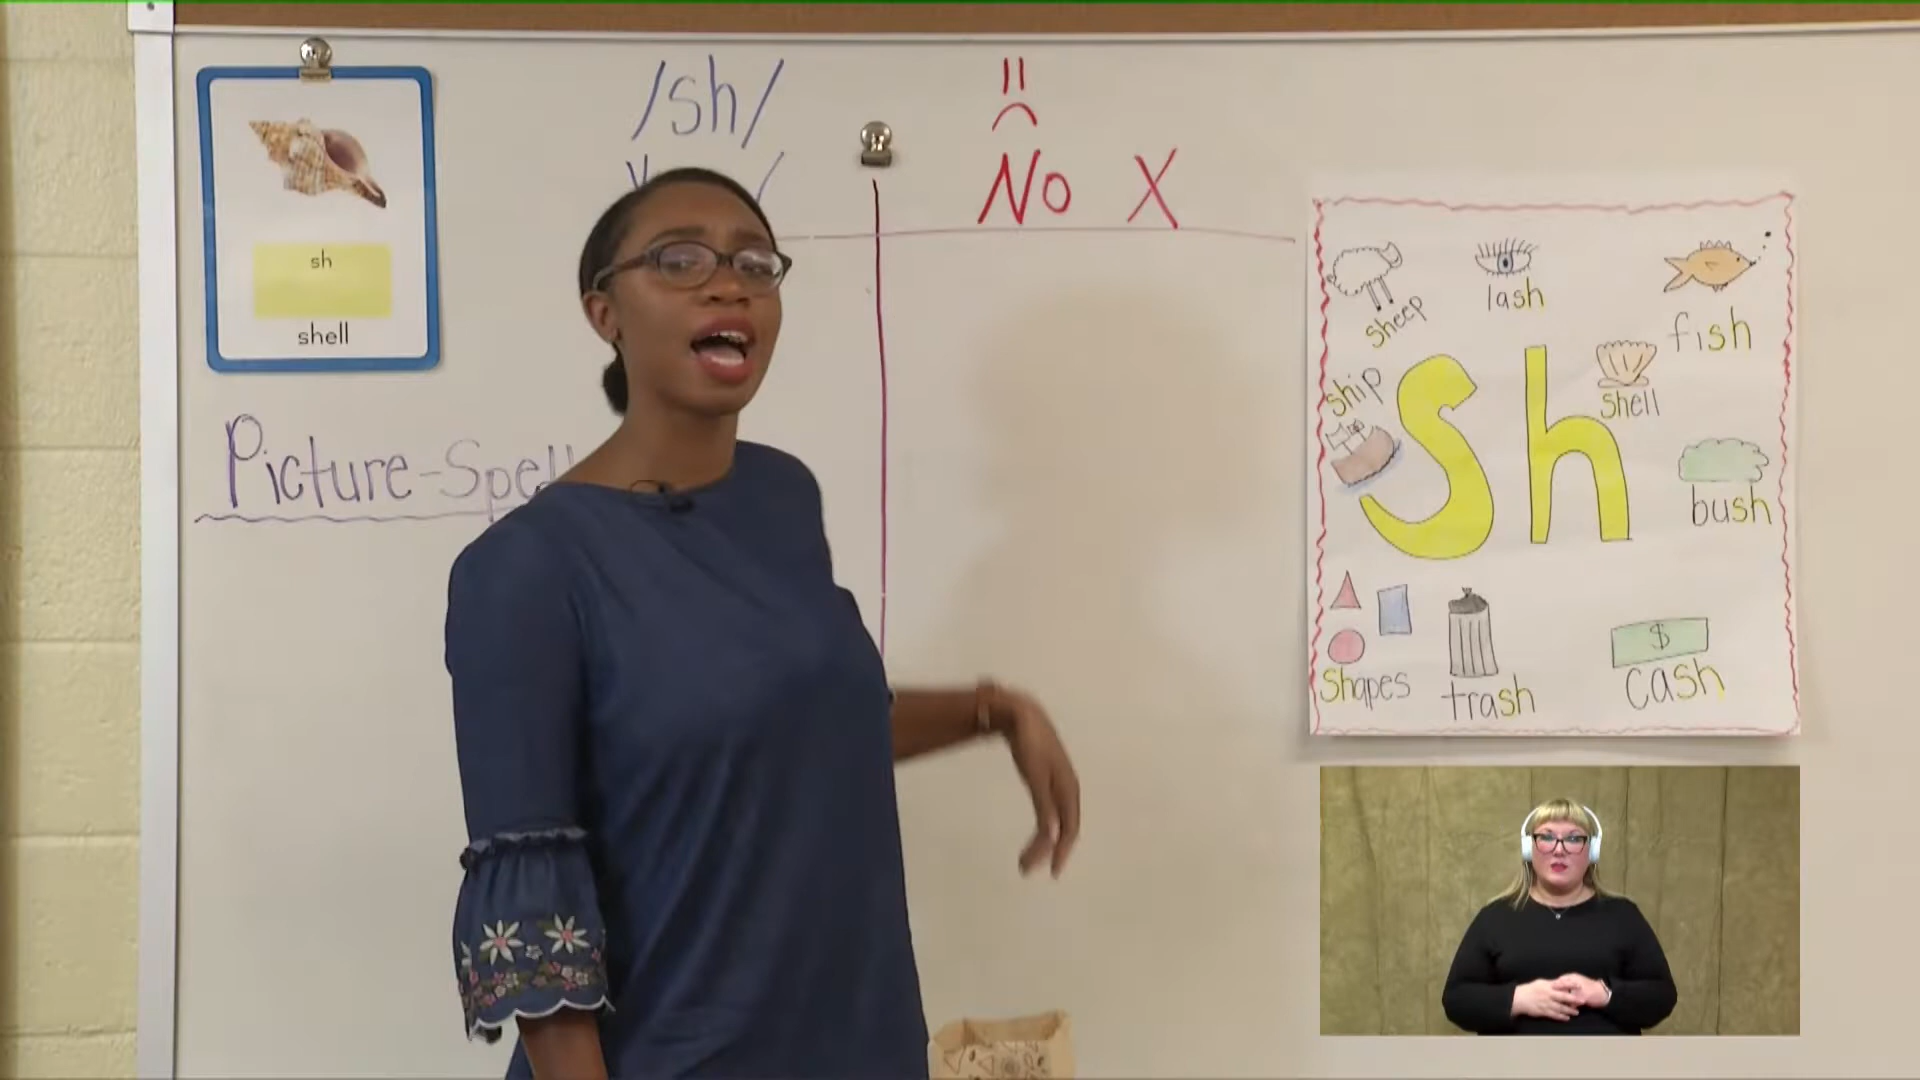 sh
shell
/sh/
No X
Picture-Spell
sheep
lash
fish
ship
shell
sh
bush
shapes
trash
$
cash